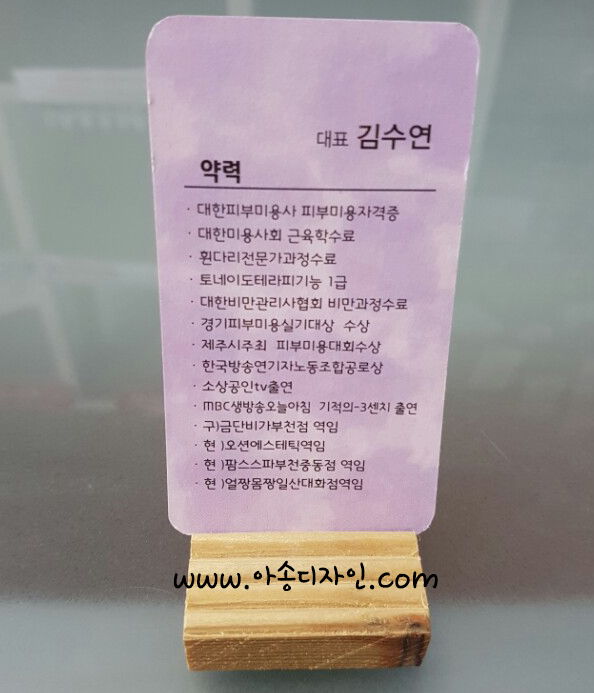 대표 김수연
약력
· 대한피부미용사 피부미용자격증
· 대한미용사회 근육학수료
· 휜다리전문가과정수료
· 토네이도테라피기능 1급
· 대한비만관리사협회 비만과정수료
· 경기피부미용실기대상 수상
· 제주시주최 피부미용대회수상
· 한국방송연기자노동조합공로상
· 소상공인tv출연
· MBC생방송오늘아침 기적의-3센치 출연
· 구)금단비가부천점 역임
· 현 )오션에스테틱역임
· 현 )팜스스파부천중동점 역임
· 현 )얼짱몸짱일산대화점역임
www.아송디자인.com